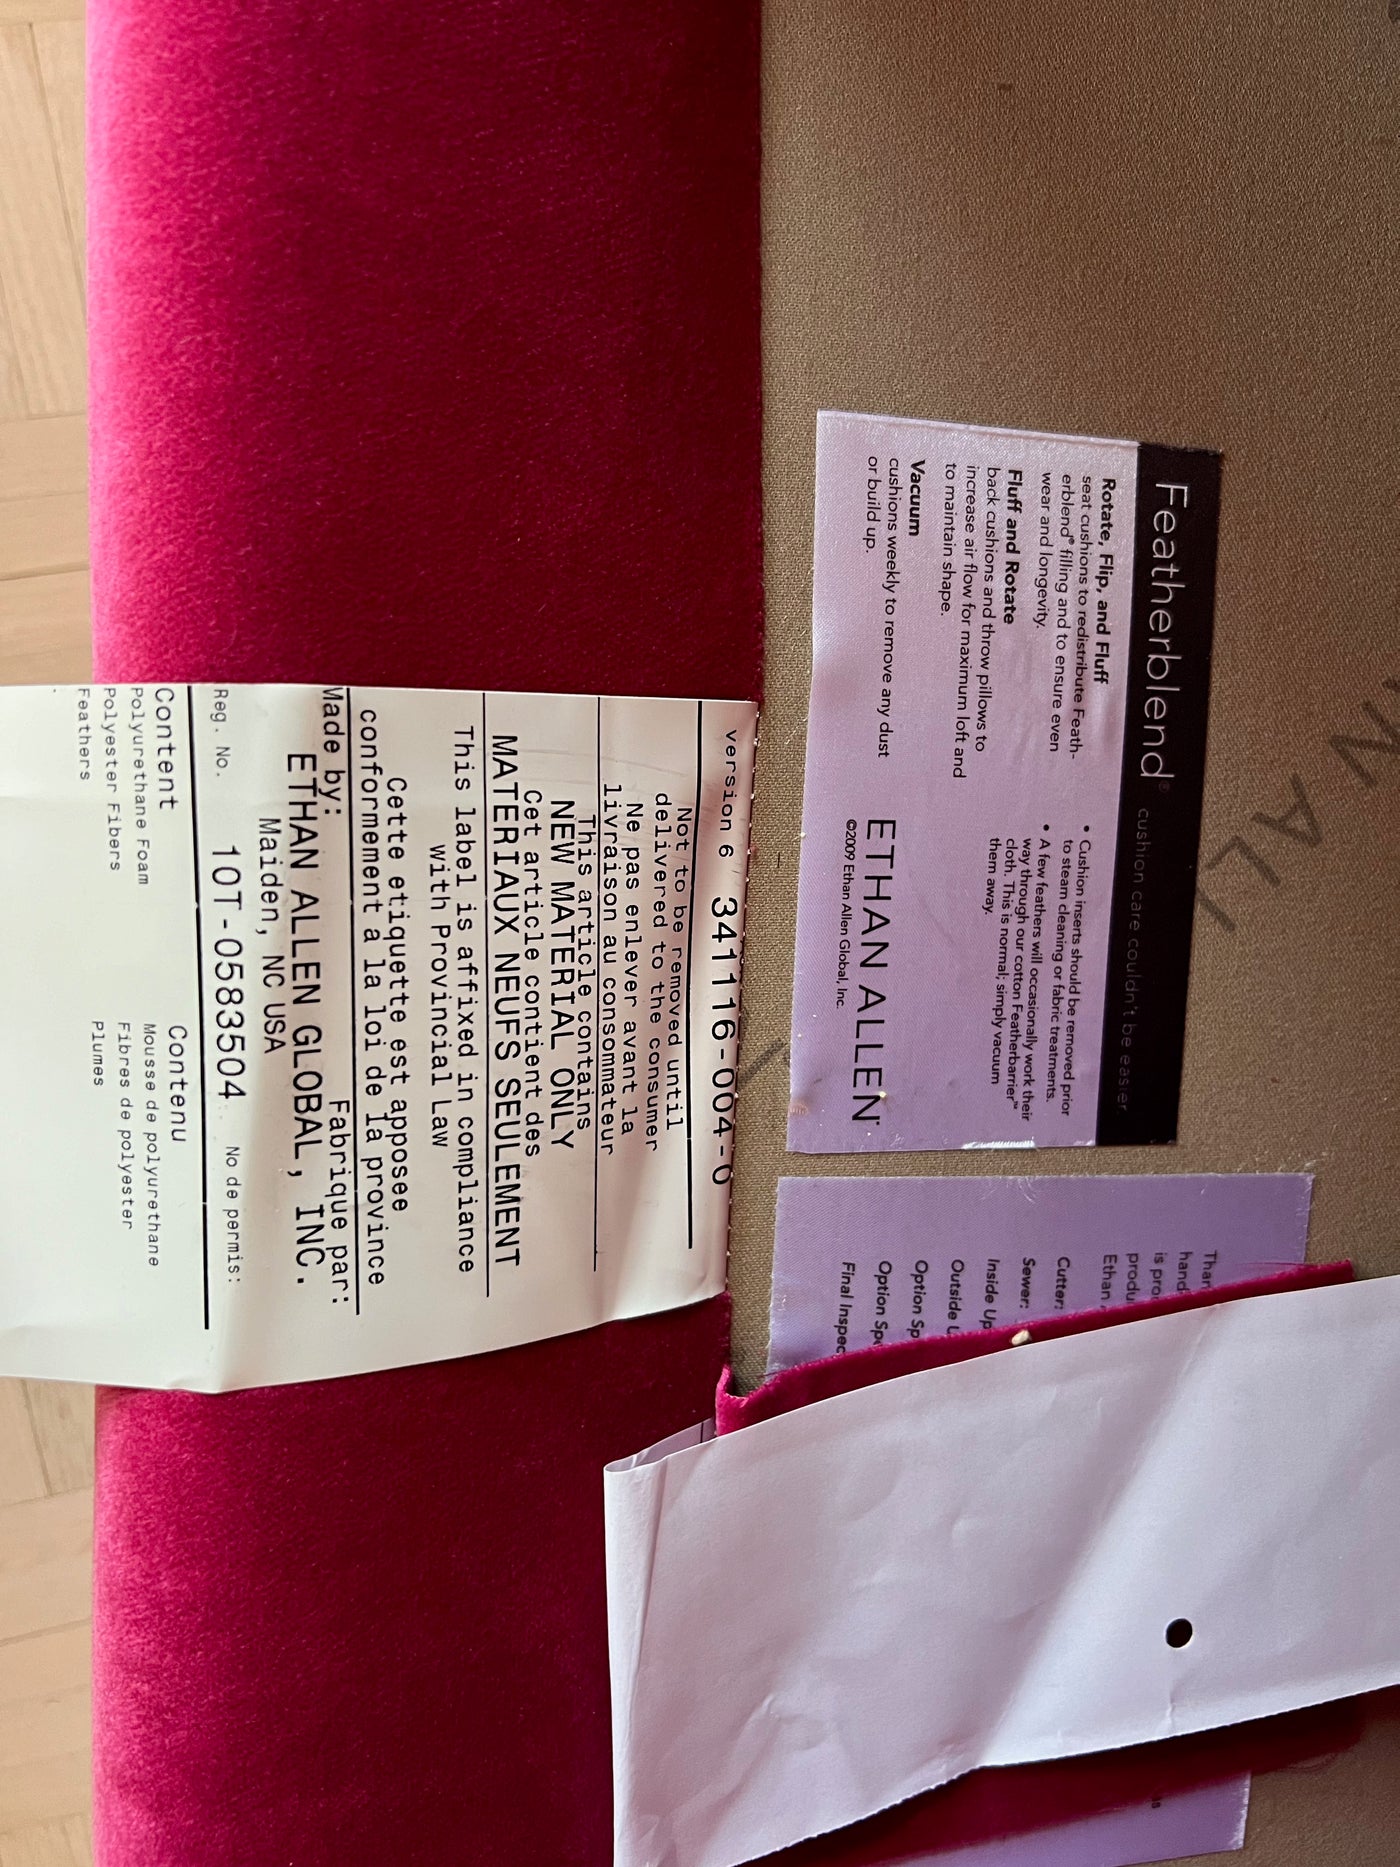 Featherblend® cushion care couldn't be easier.
Rotate, Flip, and Fluff
seat cushions to redistribute Feath-
erblend® filling and to ensure even
wear and longevity.
Fluff and Rotate
back cushions and throw pillows to
increase air flow for maximum loft and
to maintain shape.
Vacuum
cushions weekly to remove any dust
or build up.
• Cushion inserts should be removed prior
to steam cleaning or fabric treatments.
• A few feathers will occasionally work their
way through our cotton Featherbarrier™
cloth. This is normal; simply vacuum
them away.
ETHAN ALLEN®
©2009 Ethan Allen Global, Inc.
is
Ethan
Cutter:
Sewer:
Inside
Outside
Option
Option
Final
version 6 341116-004-0
Not to be removed until
delivered to the consumer
Ne pas enlever avant la
livraison au consommateur
This article contains
NEW MATERIAL ONLY
Cet article contient des
MATERIAUX NEUFS SEULEMENT
This label is affixed in compliance
with Provincial Law
Cette etiquette est apposee
conformement a la loi de la province
Made by: Fabrique par:
ETHAN ALLEN GLOBAL, INC.
Maiden, NC USA
Reg. No. 10T-0583504 No de permis:
Content Contenu
Polyurethane Foam Mousse de polyurethane
Polyester Fibers Fibres de polyester
Feathers Plumes